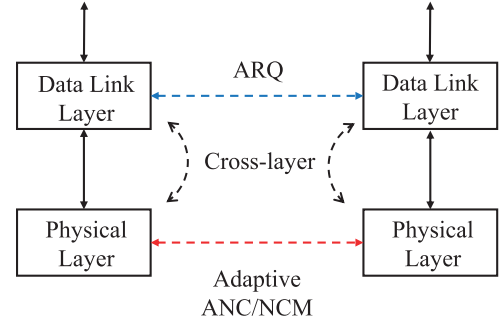 ARQ
Data Link
Layer
Data Link
Layer
Cross-layer
Physical
Layer
Physical
Layer
Adaptive
ANC/NCM